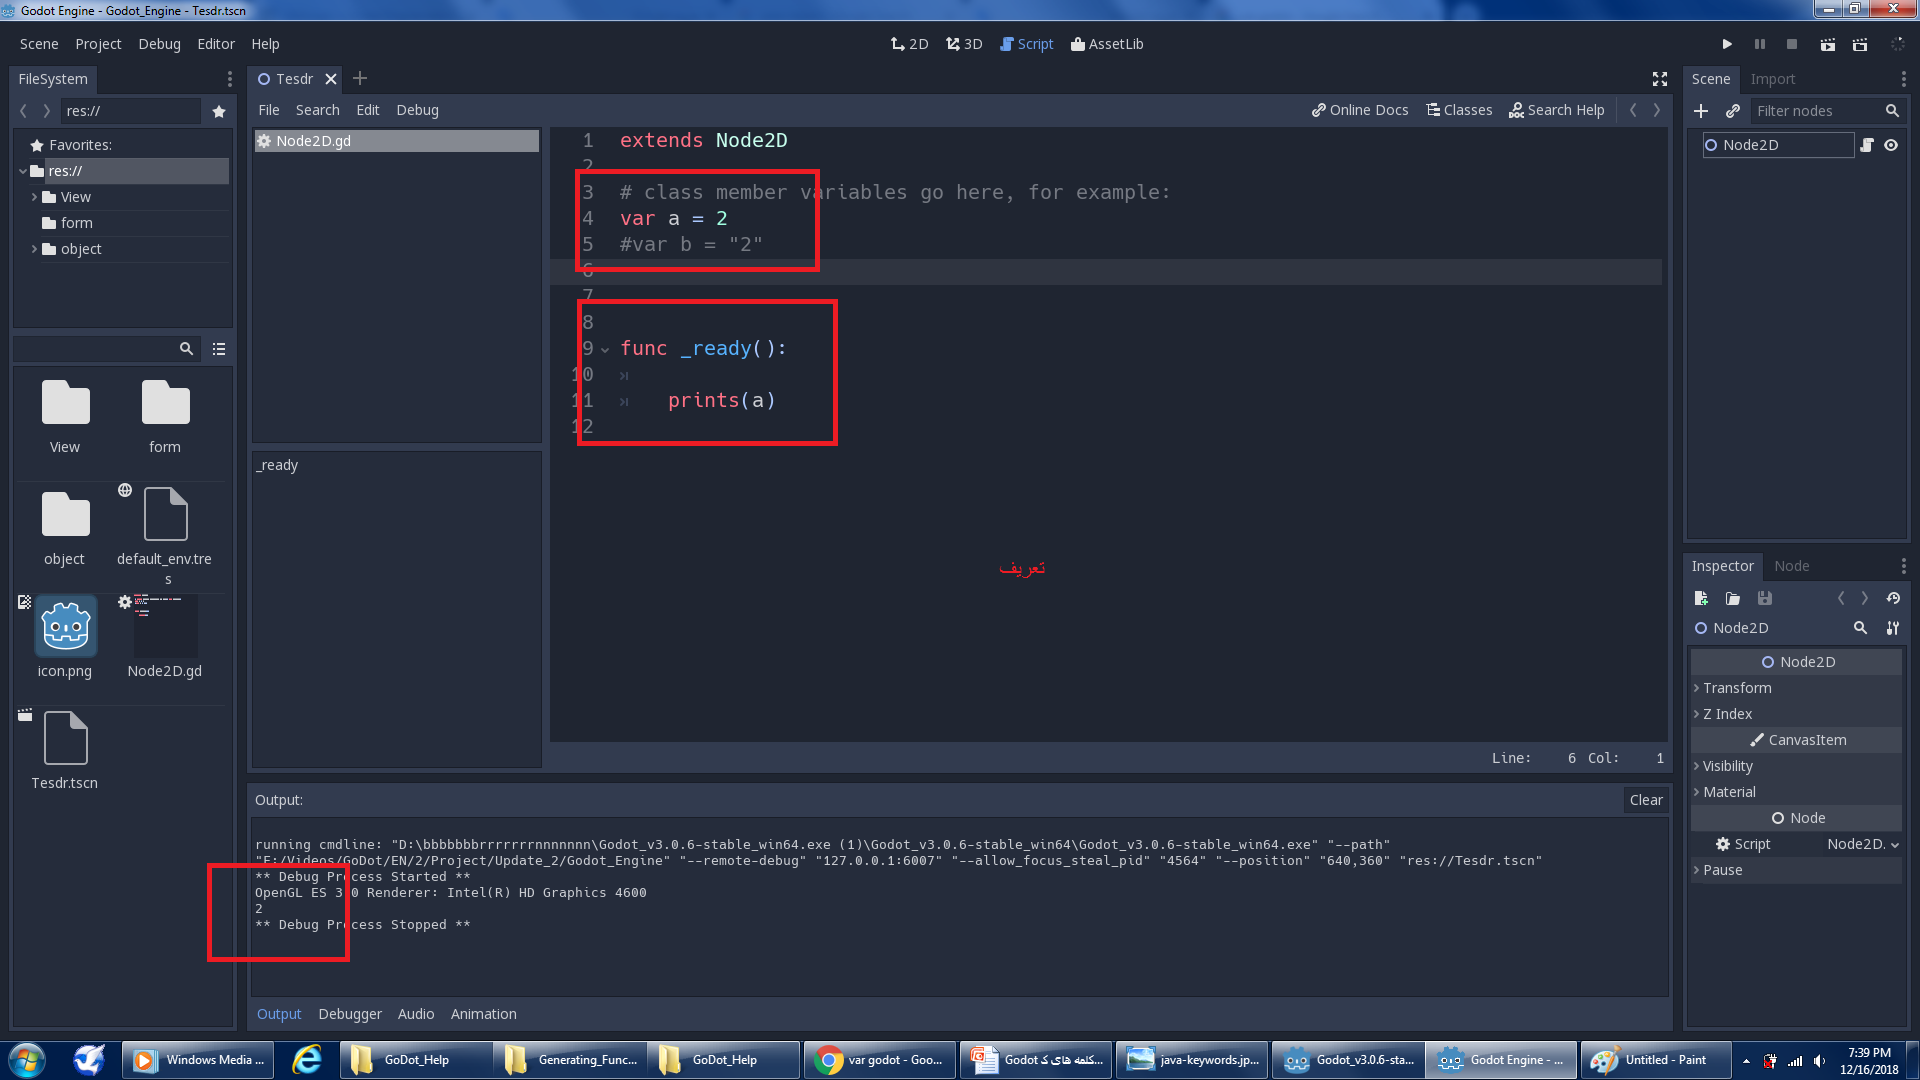 Godot Engine - Godot_Engine - Tesdr.tscn
Scene Project Debug Editor Help
2D 3D Script AssetLib
FileSystem
res://
Favorites:
res://
View
form
object
View form
object default_env.tre
s
icon.png Node2D.gd
Tesdr.tscn
Tesdr
File Search Edit Debug
Online Docs Classes Search Help
Node2D.gd
_ready
1 extends Node2D
2
3 # class member variables go here, for example:
4 var a = 2
5 #var b = "2"
6
7
8
9 func _ready():
10
11 prints(a)
12
تعریف
Line: 6 Col: 1
Output:
Clear
running cmdline: "D:\bbbbbbbrrrrrrrnnnnnnn\Godot_v3.0.6-stable_win64.exe (1)\Godot_v3.0.6-stable_win64\Godot_v3.0.6-stable_win64.exe" "--path"
"F:/Videos/GoDot/EN/2/Project/Update_2/Godot_Engine" "--remote-debug" "127.0.0.1:6007" "--allow_focus_steal_pid" "4564" "--position" "640,360" "res://Tesdr.tscn"
** Debug Process Started **
OpenGL ES 3.0 Renderer: Intel(R) HD Graphics 4600
2
** Debug Process Stopped **
Output Debugger Audio Animation
Scene Import
Filter nodes
Node2D
Inspector Node
Node2D
Node2D
Transform
Z Index
CanvasItem
Visibility
Material
Node
Script Node2D.
Pause
Windows Media ...
GoDot_Help
Generating_Func...
GoDot_Help
var godot - Goo...
Godot کلمه های ک...
java-keywords.jp...
Godot_v3.0.6-sta...
Godot Engine - ...
Untitled - Paint
7:39 PM
12/16/2018